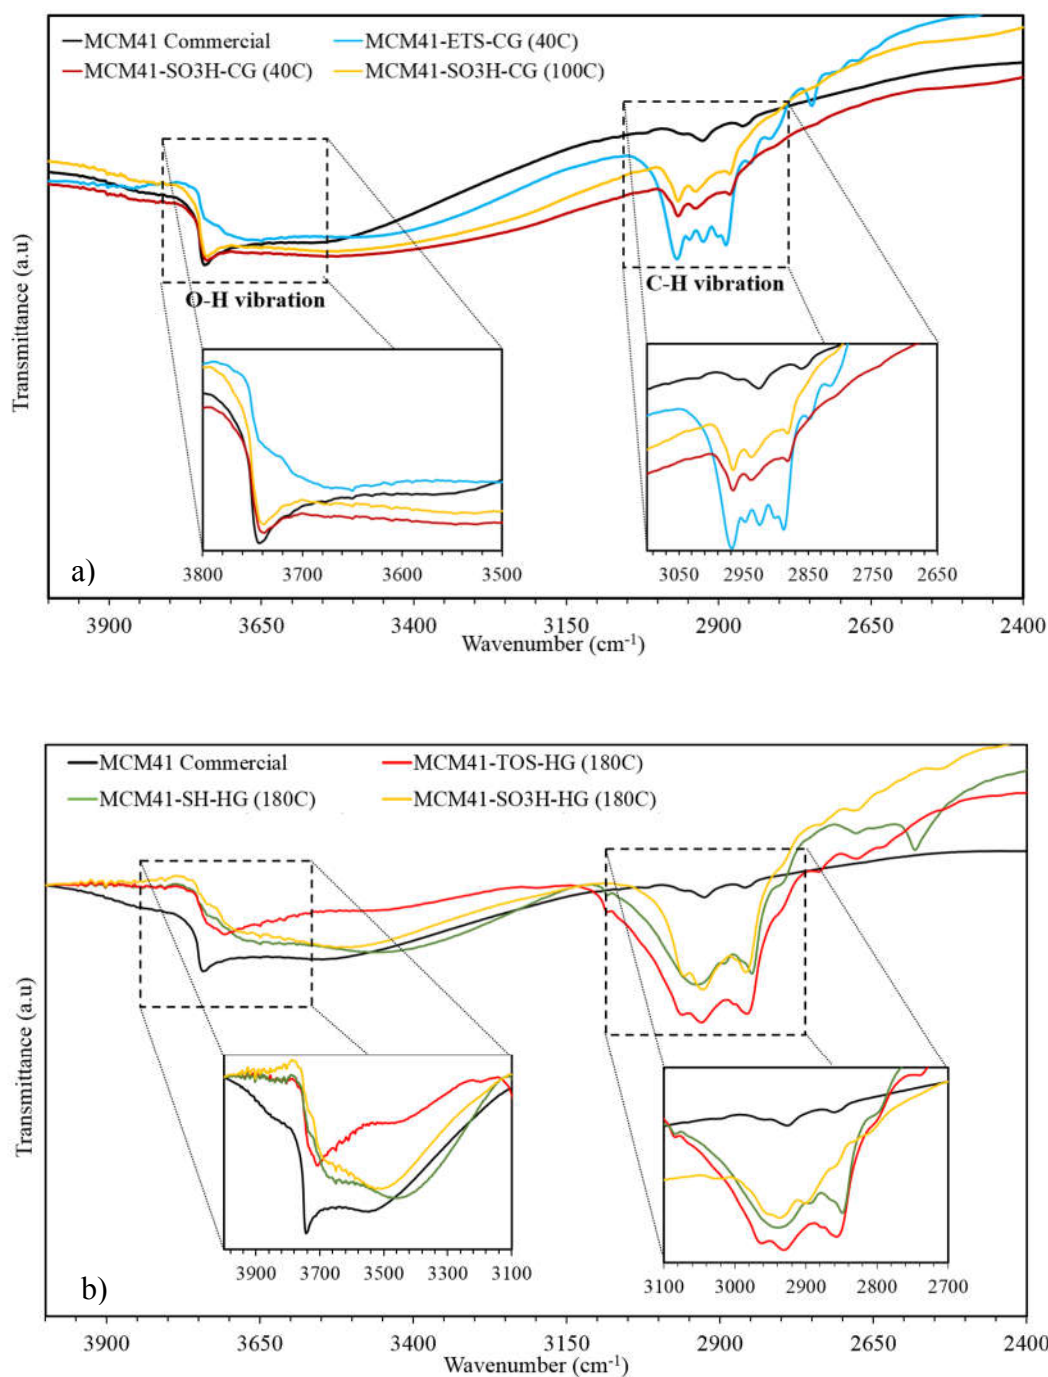 MCM41 Commercial
MCM41-ETS-CG (40C)
MCM41-SO3H-CG (40C)
MCM41-SO3H-CG (100C)
Transmittance (a.u)
O-H vibration
C-H vibration
3800 3700 3600 3500
3050 2950 2850 2750 2650
a)
3900 3650 3400 3150 2900 2650 2400
Wavenumber (cm-1)
MCM41 Commercial
MCM41-TOS-HG (180C)
MCM41-SH-HG (180C)
MCM41-SO3H-HG (180C)
Transmittance (a.u)
3900 3700 3500 3300 3100
3100 3000 2900 2800 2700
b)
3900 3650 3400 3150 2900 2650 2400
Wavenumber (cm-1)